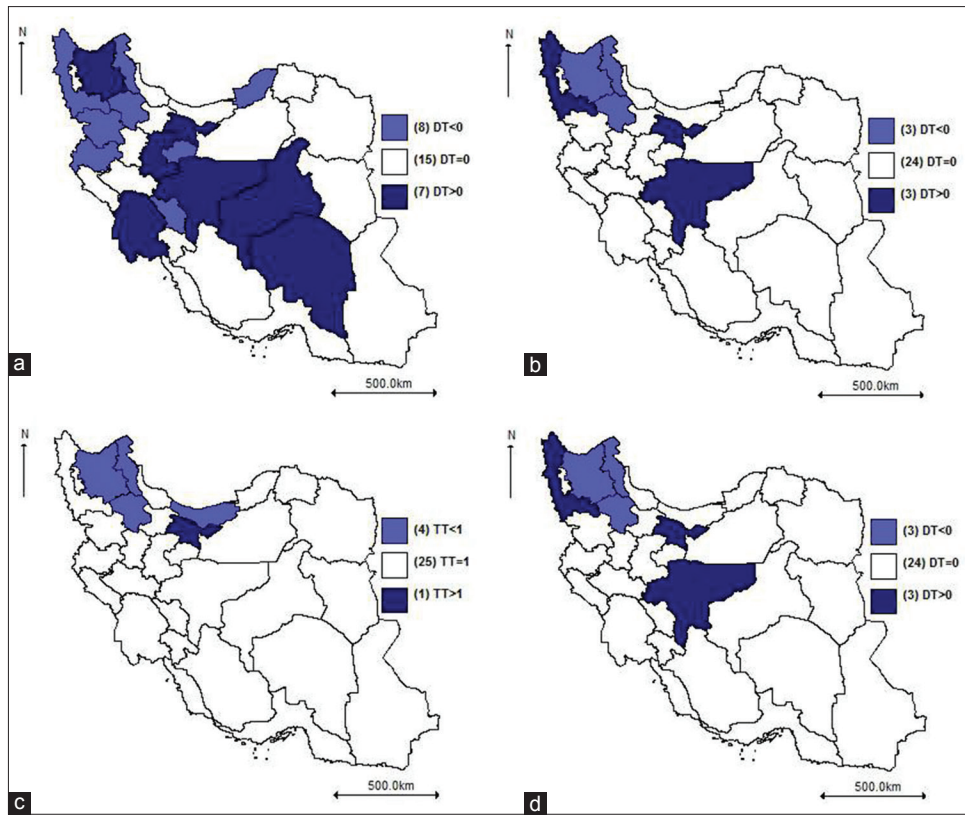 N
(8) DT<0
(15) DT=0
(7) DT>0
500.0km
a
N
(3) DT<0
(24) DT=0
(3) DT>0
500.0km
b
N
(4) TT<1
(25) TT=1
(1) TT>1
500.0km
c
N
(3) DT<0
(24) DT=0
(3) DT>0
500.0km
d